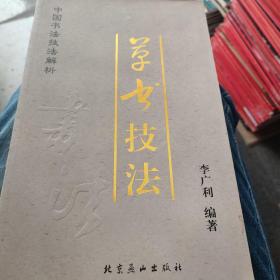 中国书法技法解析
草书技法
李广利 编著
北京燕山出版社